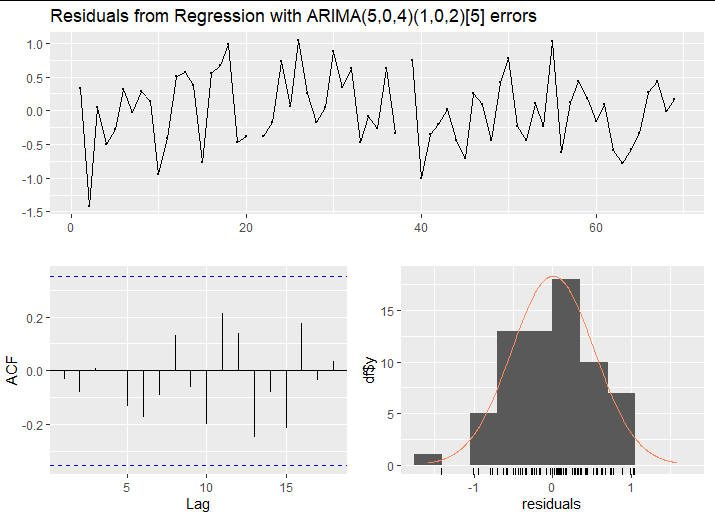 Residuals from Regression with ARIMA(5,0,4)(1,0,2)[5] errors
1.0
0.5
0.0
-0.5
-1.0
-1.5
0 20 40 60
0.2
0.0
-0.2
ACF
5 10 15
Lag
15
10
5
0
df$y
-1 0 1
residuals